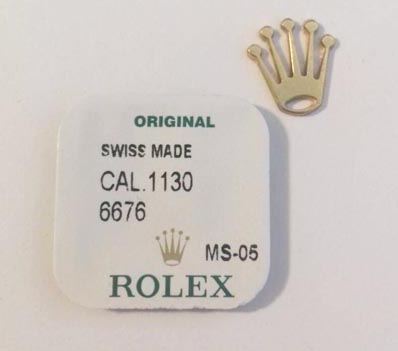 ORIGINAL
SWISS MADE
CAL.1130
6676
MS-05
ROLEX